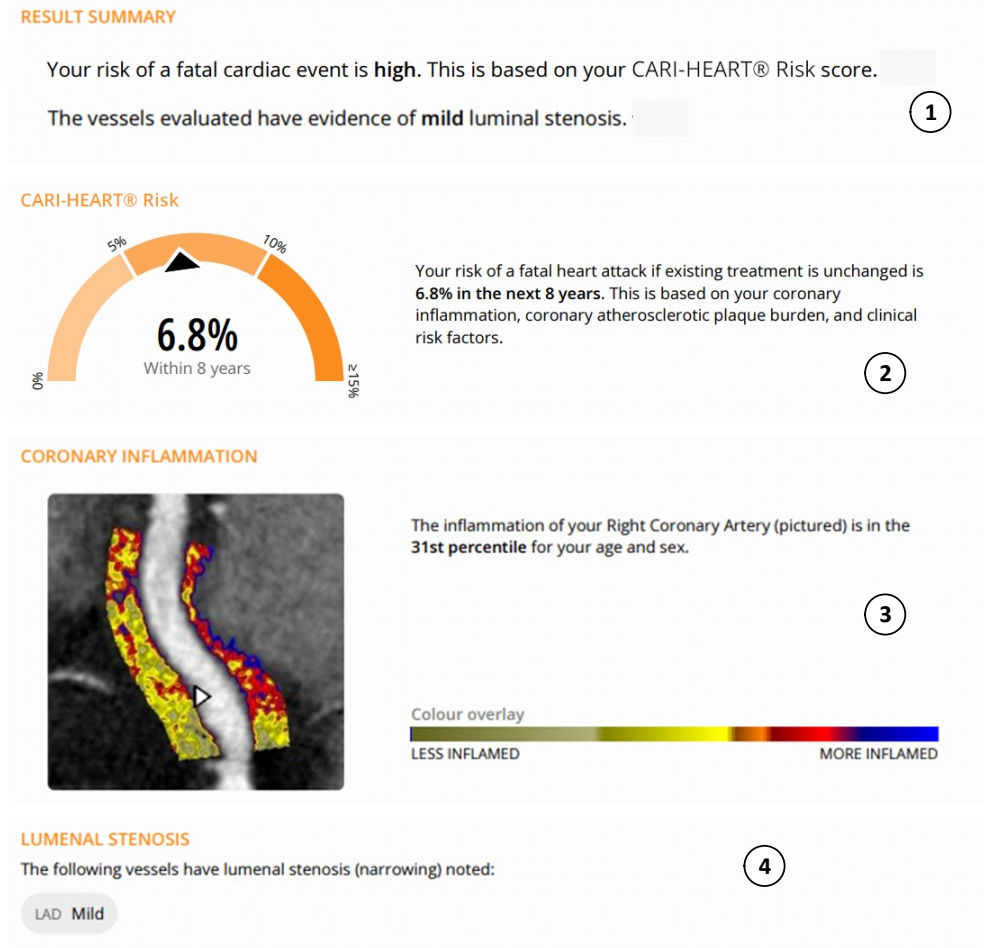 RESULT SUMMARY
Your risk of a fatal cardiac event is high. This is based on your CARI-HEART® Risk score.
The vessels evaluated have evidence of mild luminal stenosis.
1
CARI-HEART® Risk
5%
10%
0%
≥15%
6.8%
Within 8 years
Your risk of a fatal heart attack if existing treatment is unchanged is
6.8% in the next 8 years. This is based on your coronary
inflammation, coronary atherosclerotic plaque burden, and clinical
risk factors.
2
CORONARY INFLAMMATION
The inflammation of your Right Coronary Artery (pictured) is in the
31st percentile for your age and sex.
3
Colour overlay
LESS INFLAMED
MORE INFLAMED
LUMENAL STENOSIS
The following vessels have lumenal stenosis (narrowing) noted:
4
LAD Mild